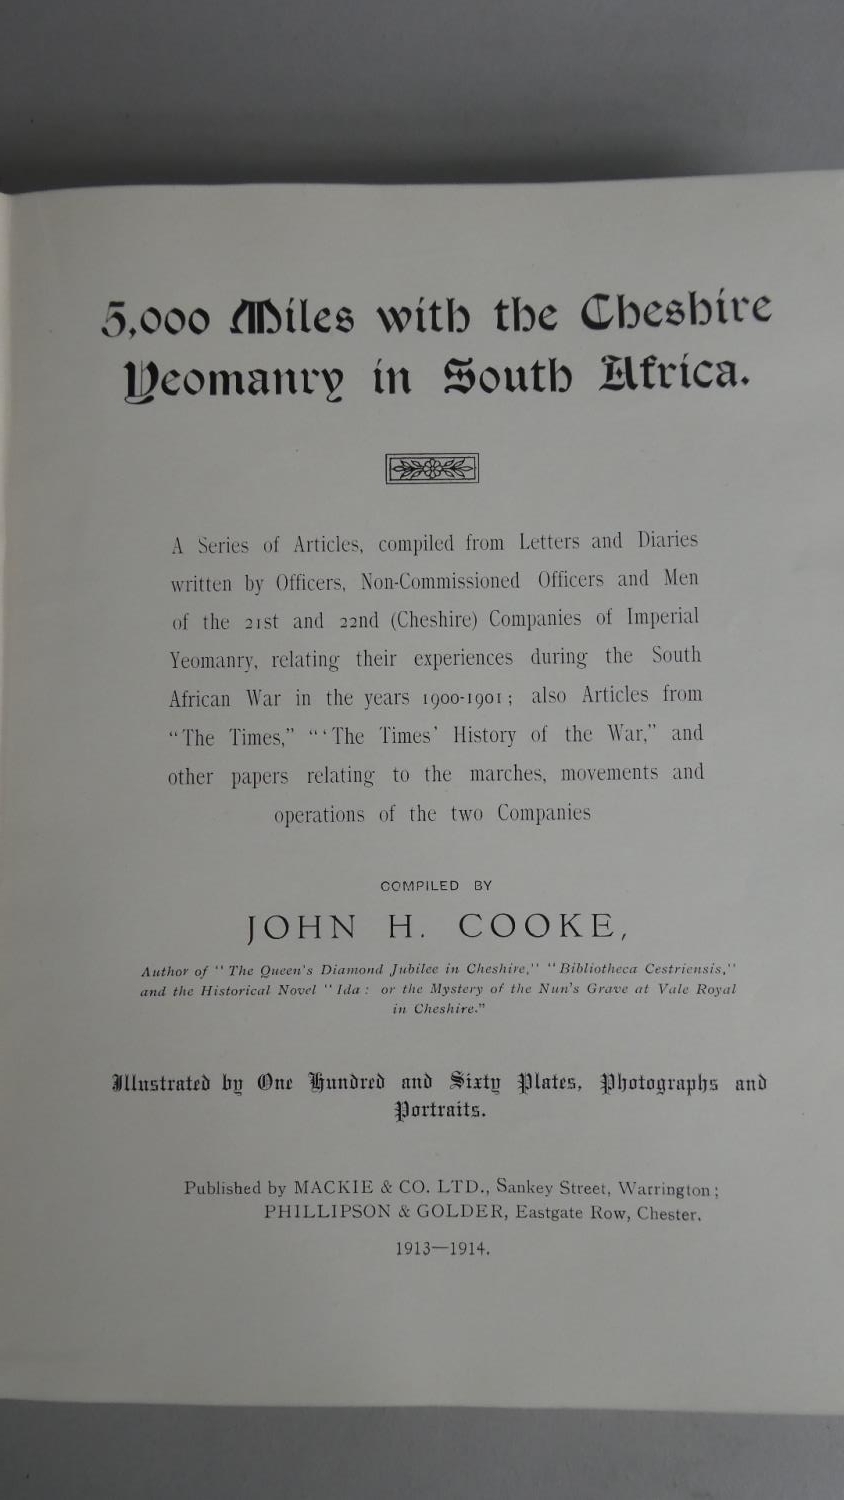 5,000 Miles with the Cheshire
Yeomanry in South Africa.
A Series of Articles, compiled from Letters and Diaries
written by Officers, Non-Commissioned Officers and Men
of the 21st and 22nd (Cheshire) Companies of Imperial
Yeomanry, relating their experiences during the South
African War in the years 1900-1901; also Articles from
“The Times,” “‘The Times’ History of the War,” and
other papers relating to the marches, movements and
operations of the two Companies
COMPILED BY
JOHN H. COOKE,
Author of “The Queen's Diamond Jubilee in Cheshire,” “Bibliotheca Cestriensis,”
and the Historical Novel “Ida: or the Mystery of the Nun's Grave at Vale Royal
in Cheshire.”
Illustrated by One Hundred and Sixty Plates, Photographs and
Portraits.
Published by MACKIE & CO. LTD., Sankey Street, Warrington;
PHILLIPSON & GOLDER, Eastgate Row, Chester.
1913—1914.